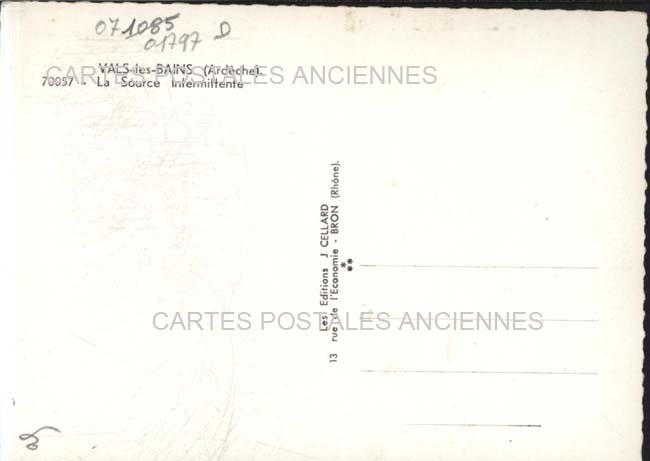 071085
01797 D
VALS-les-BAINS (Ardèche).
CARTES POSTALES ANCIENNES
70057 - La Source Intermittente
Les Editions J. CELLARD
13 rue de l'Economie - BRON (Rhône).
CARTES POSTALES ANCIENNES